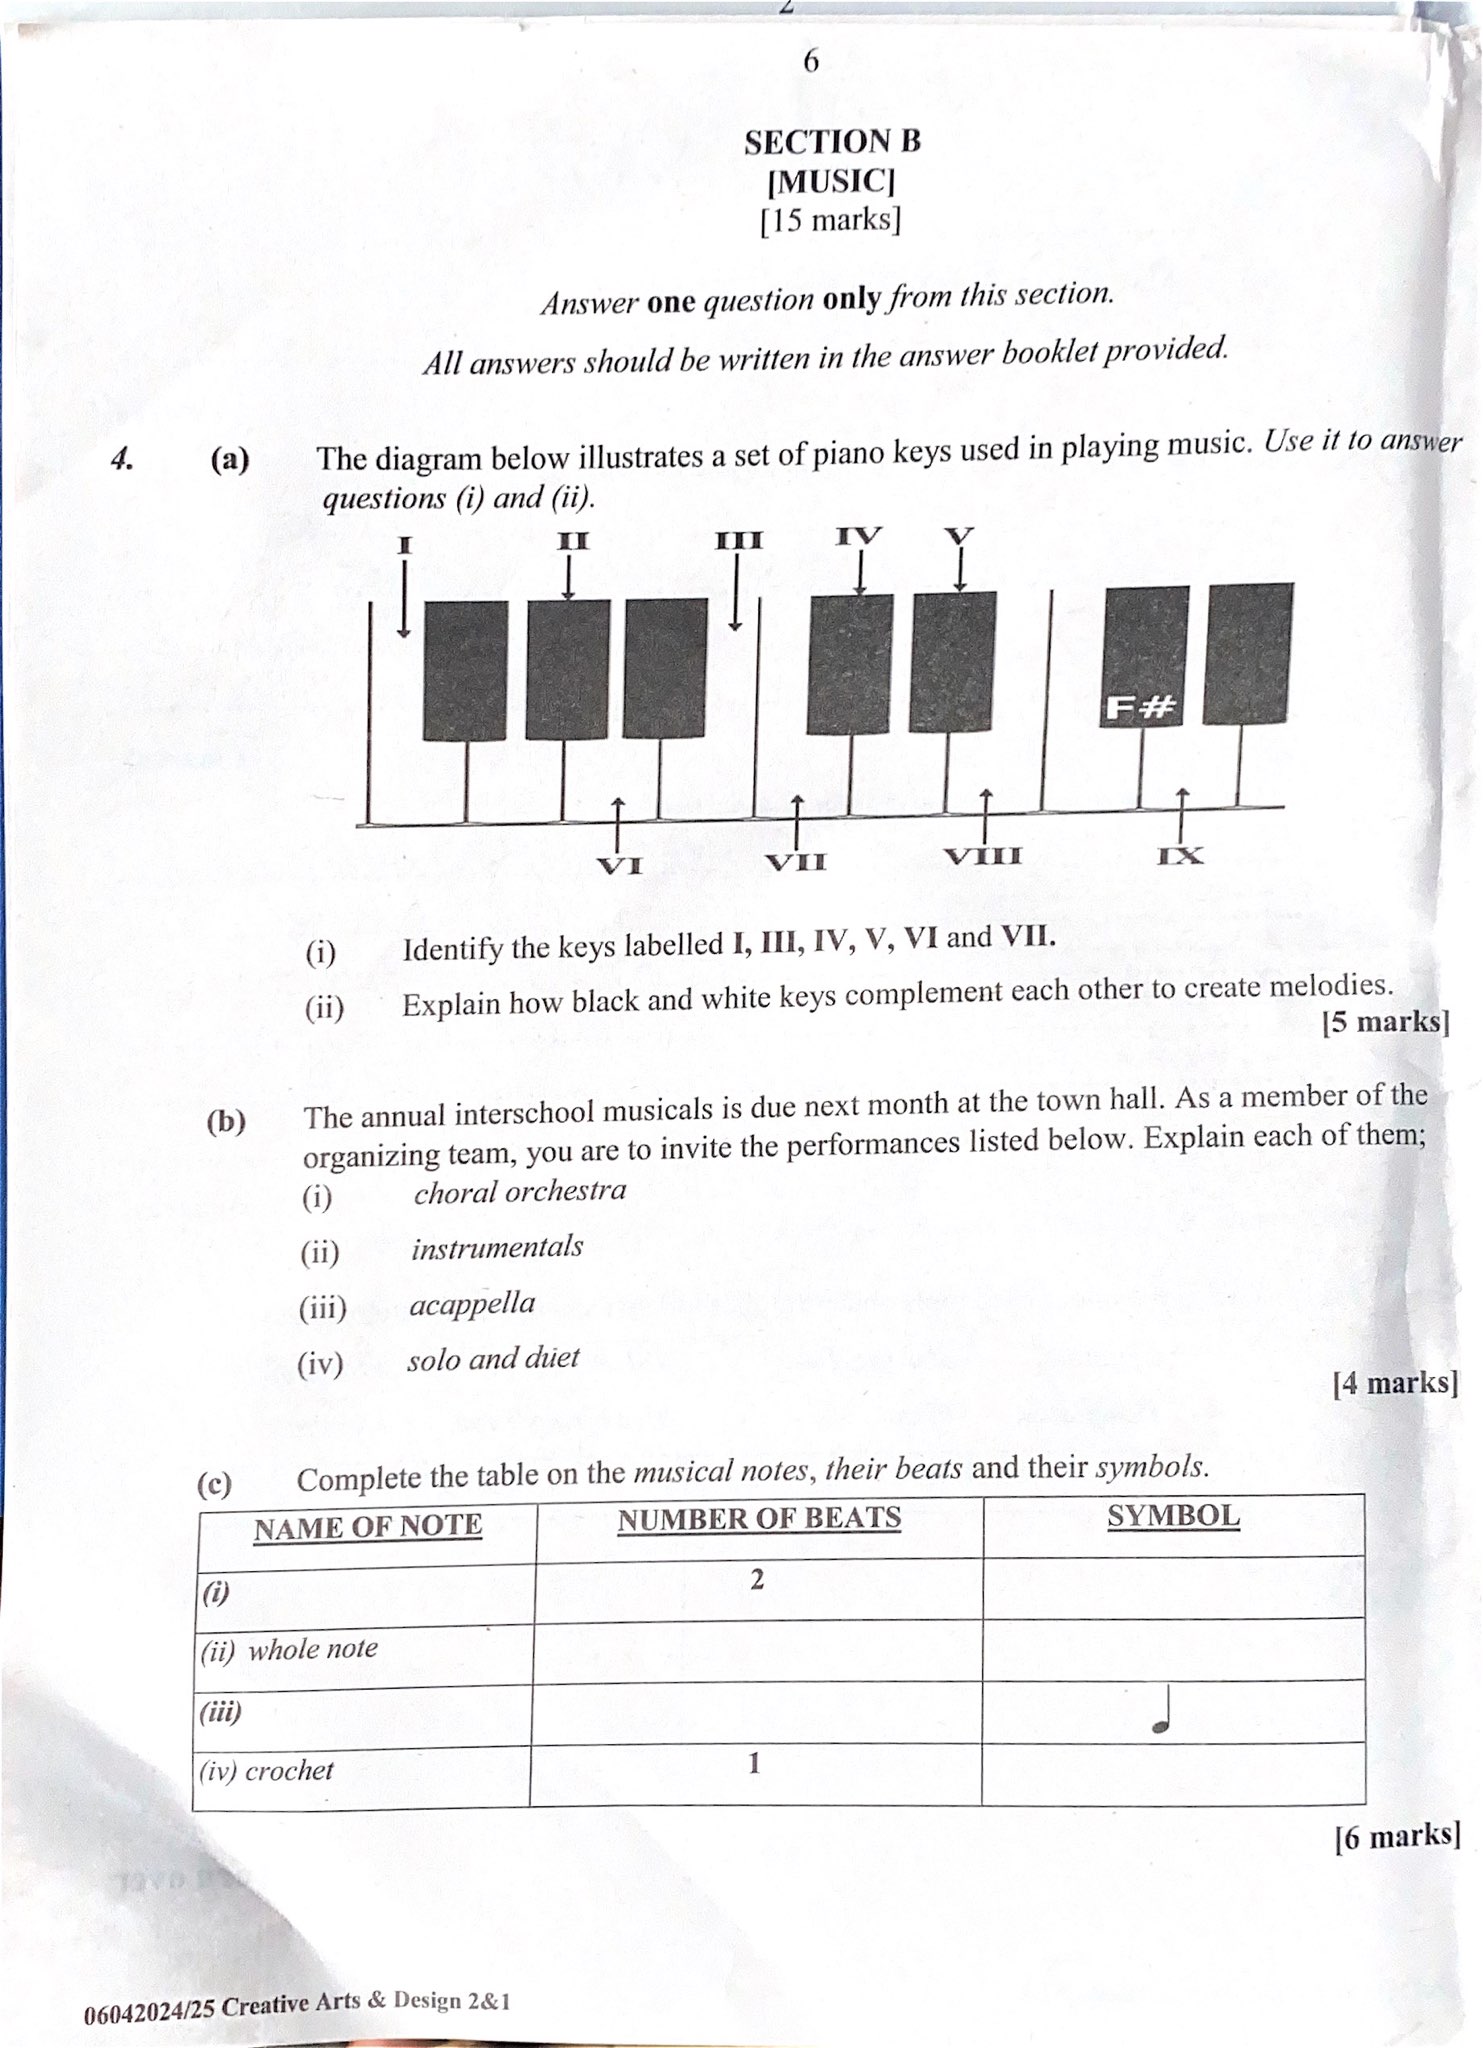 6
SECTION B
[MUSIC]
[15 marks]
Answer one question only from this section.
All answers should be written in the answer booklet provided.
4. (a) The diagram below illustrates a set of piano keys used in playing music. Use it to answer
questions (i) and (ii).
I II III IV V
F#
VI VII VIII IX
(i) Identify the keys labelled I, III, IV, V, VI and VII.
(ii) Explain how black and white keys complement each other to create melodies.
[5 marks]
(b) The annual interschool musicals is due next month at the town hall. As a member of the
organizing team, you are to invite the performances listed below. Explain each of them;
(i) choral orchestra
(ii) instrumentals
(iii) acappella
(iv) solo and duet
[4 marks]
(c) Complete the table on the musical notes, their beats and their symbols.
NAME OF NOTE NUMBER OF BEATS SYMBOL
(i) 2
(ii) whole note
(iii) ♩
(iv) crochet 1
[6 marks]
06042024/25 Creative Arts & Design 2&1